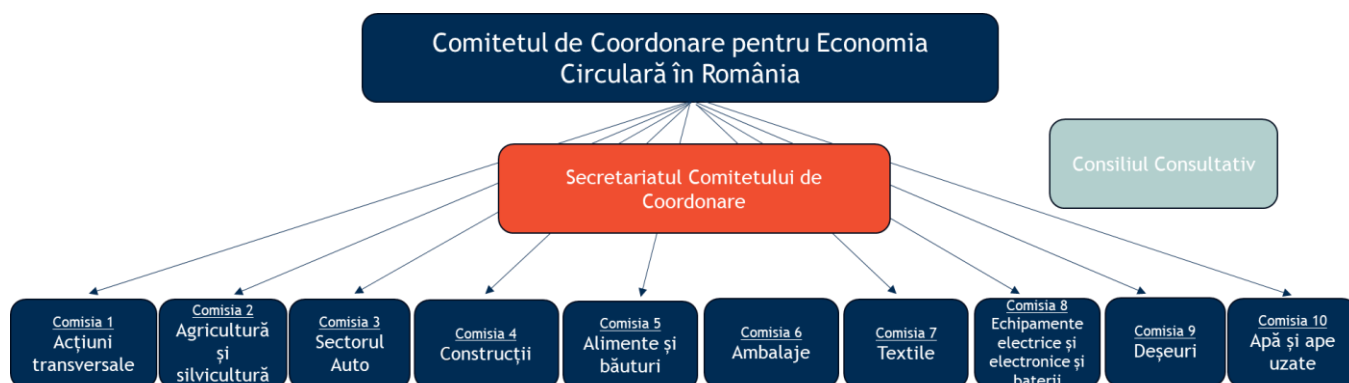 Comitetul de Coordonare pentru Economia
Circulară în România
Consiliul Consultativ
Secretariatul Comitetului de
Coordonare
Comisia 1
Acțiuni
transversale
Comisia 2
Agricultură
și
silvicultură
Comisia 3
Sectorul
Auto
Comisia 4
Construcții
Comisia 5
Alimente și
băuturi
Comisia 6
Ambalaje
Comisia 7
Textile
Comisia 8
Echipamente
electrice și
electronice și
baterii
Comisia 9
Deșeuri
Comisia 10
Apă și ape
uzate